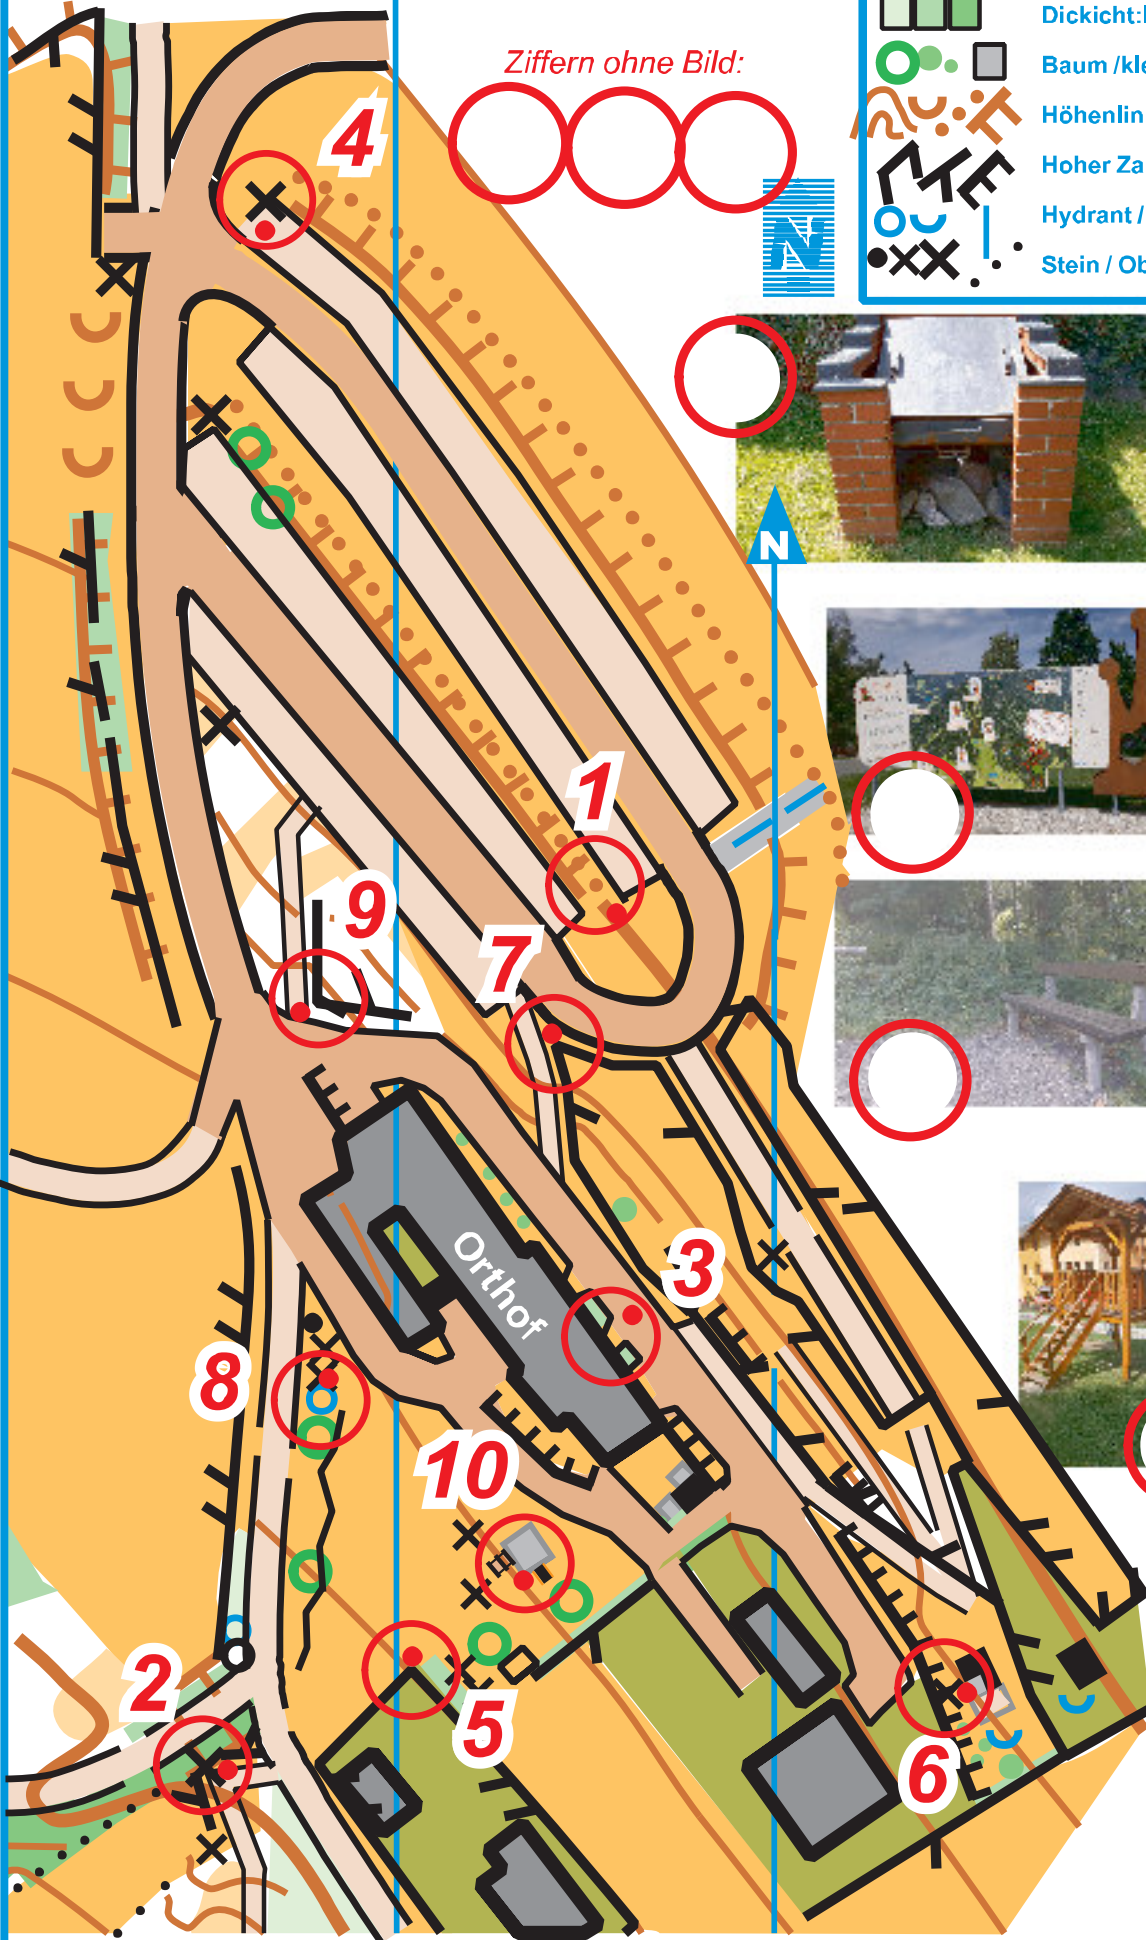 Dickicht:
Ziffern ohne Bild:
Baum /kle
4
Höhenlin
Hoher Za
N
Hydrant /
Stein / Ob
N
1
9
7
Orthof
3
8
10
2
5
6